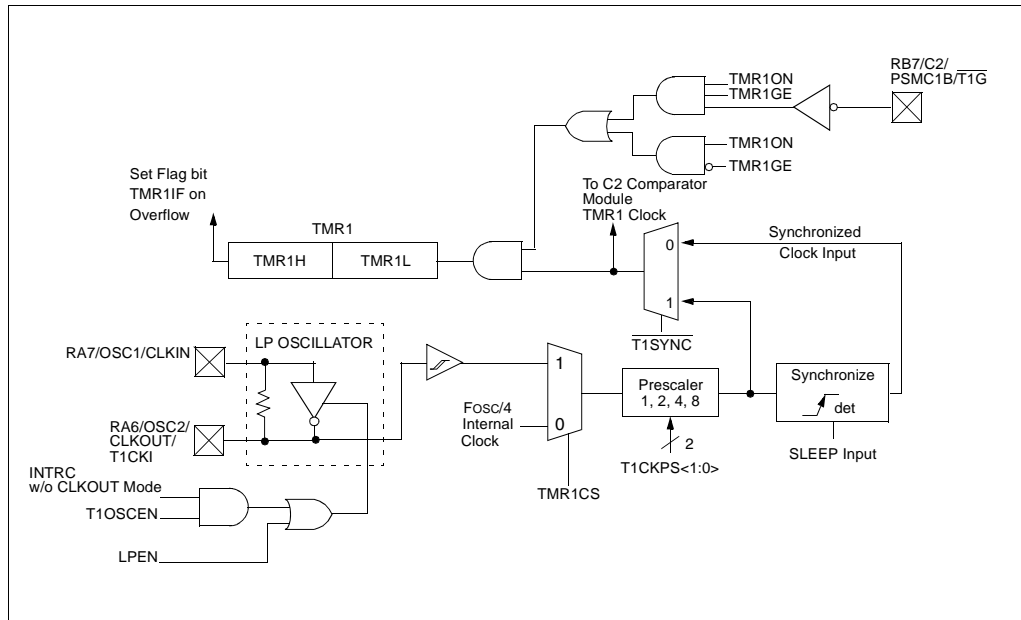 RB7/C2/
PSMC1B/T1G
TMR1ON
TMR1GE
TMR1ON
TMR1GE
To C2 Comparator
Module
TMR1 Clock
Set Flag bit
TMR1IF on
Overflow
TMR1
TMR1H
TMR1L
0
1
Synchronized
Clock Input
T1SYNC
RA7/OSC1/CLKIN
LP OSCILLATOR
RA6/OSC2/
CLKOUT/
T1CKI
1
0
FOSC/4
Internal
Clock
TMR1CS
Prescaler
1, 2, 4, 8
2
T1CKPS<1:0>
Synchronize
det
SLEEP Input
INTRC
w/o CLKOUT Mode
T1OSCEN
LPEN